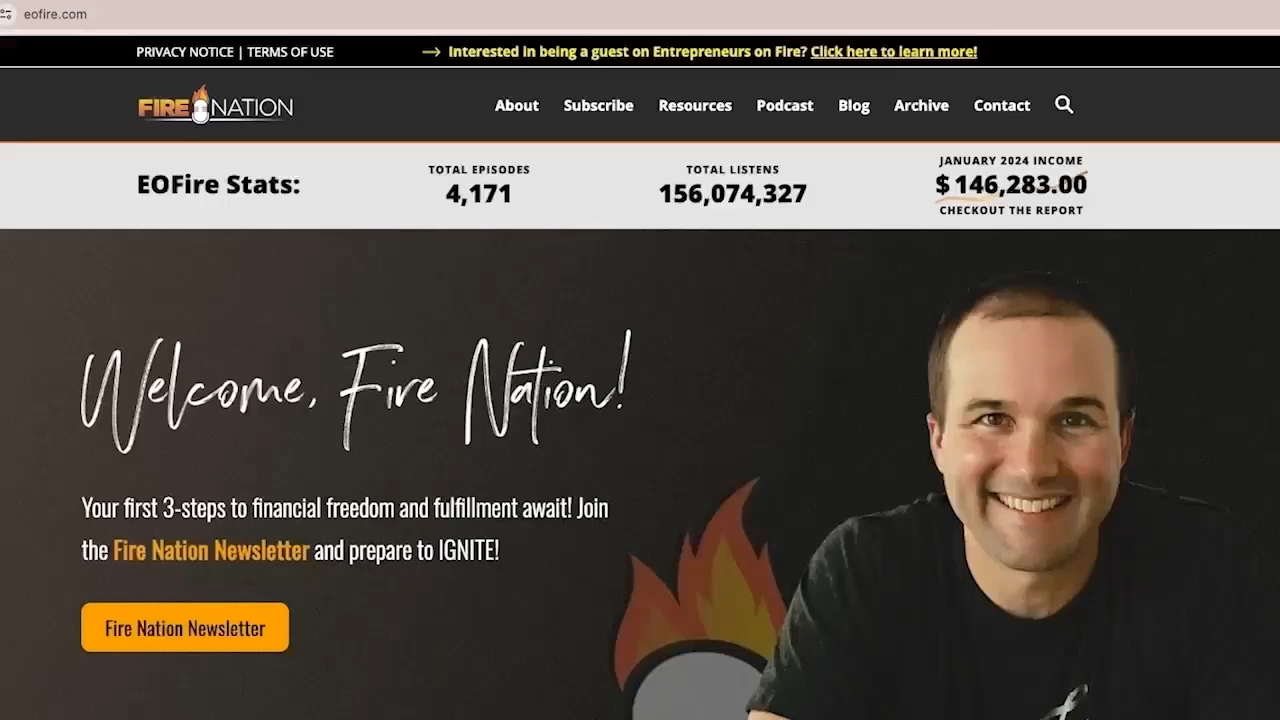 eofire.com
PRIVACY NOTICE | TERMS OF USE
Interested in being a guest on Entrepreneurs on Fire? Click here to learn more!
FIRE NATION
About Subscribe Resources Podcast Blog Archive Contact
EOFire Stats:
TOTAL EPISODES
4,171
TOTAL LISTENS
156,074,327
JANUARY 2024 INCOME
$146,283.00
CHECKOUT THE REPORT
Welcome, Fire Nation!
Your first 3-steps to financial freedom and fulfillment await! Join
the Fire Nation Newsletter and prepare to IGNITE!
Fire Nation Newsletter